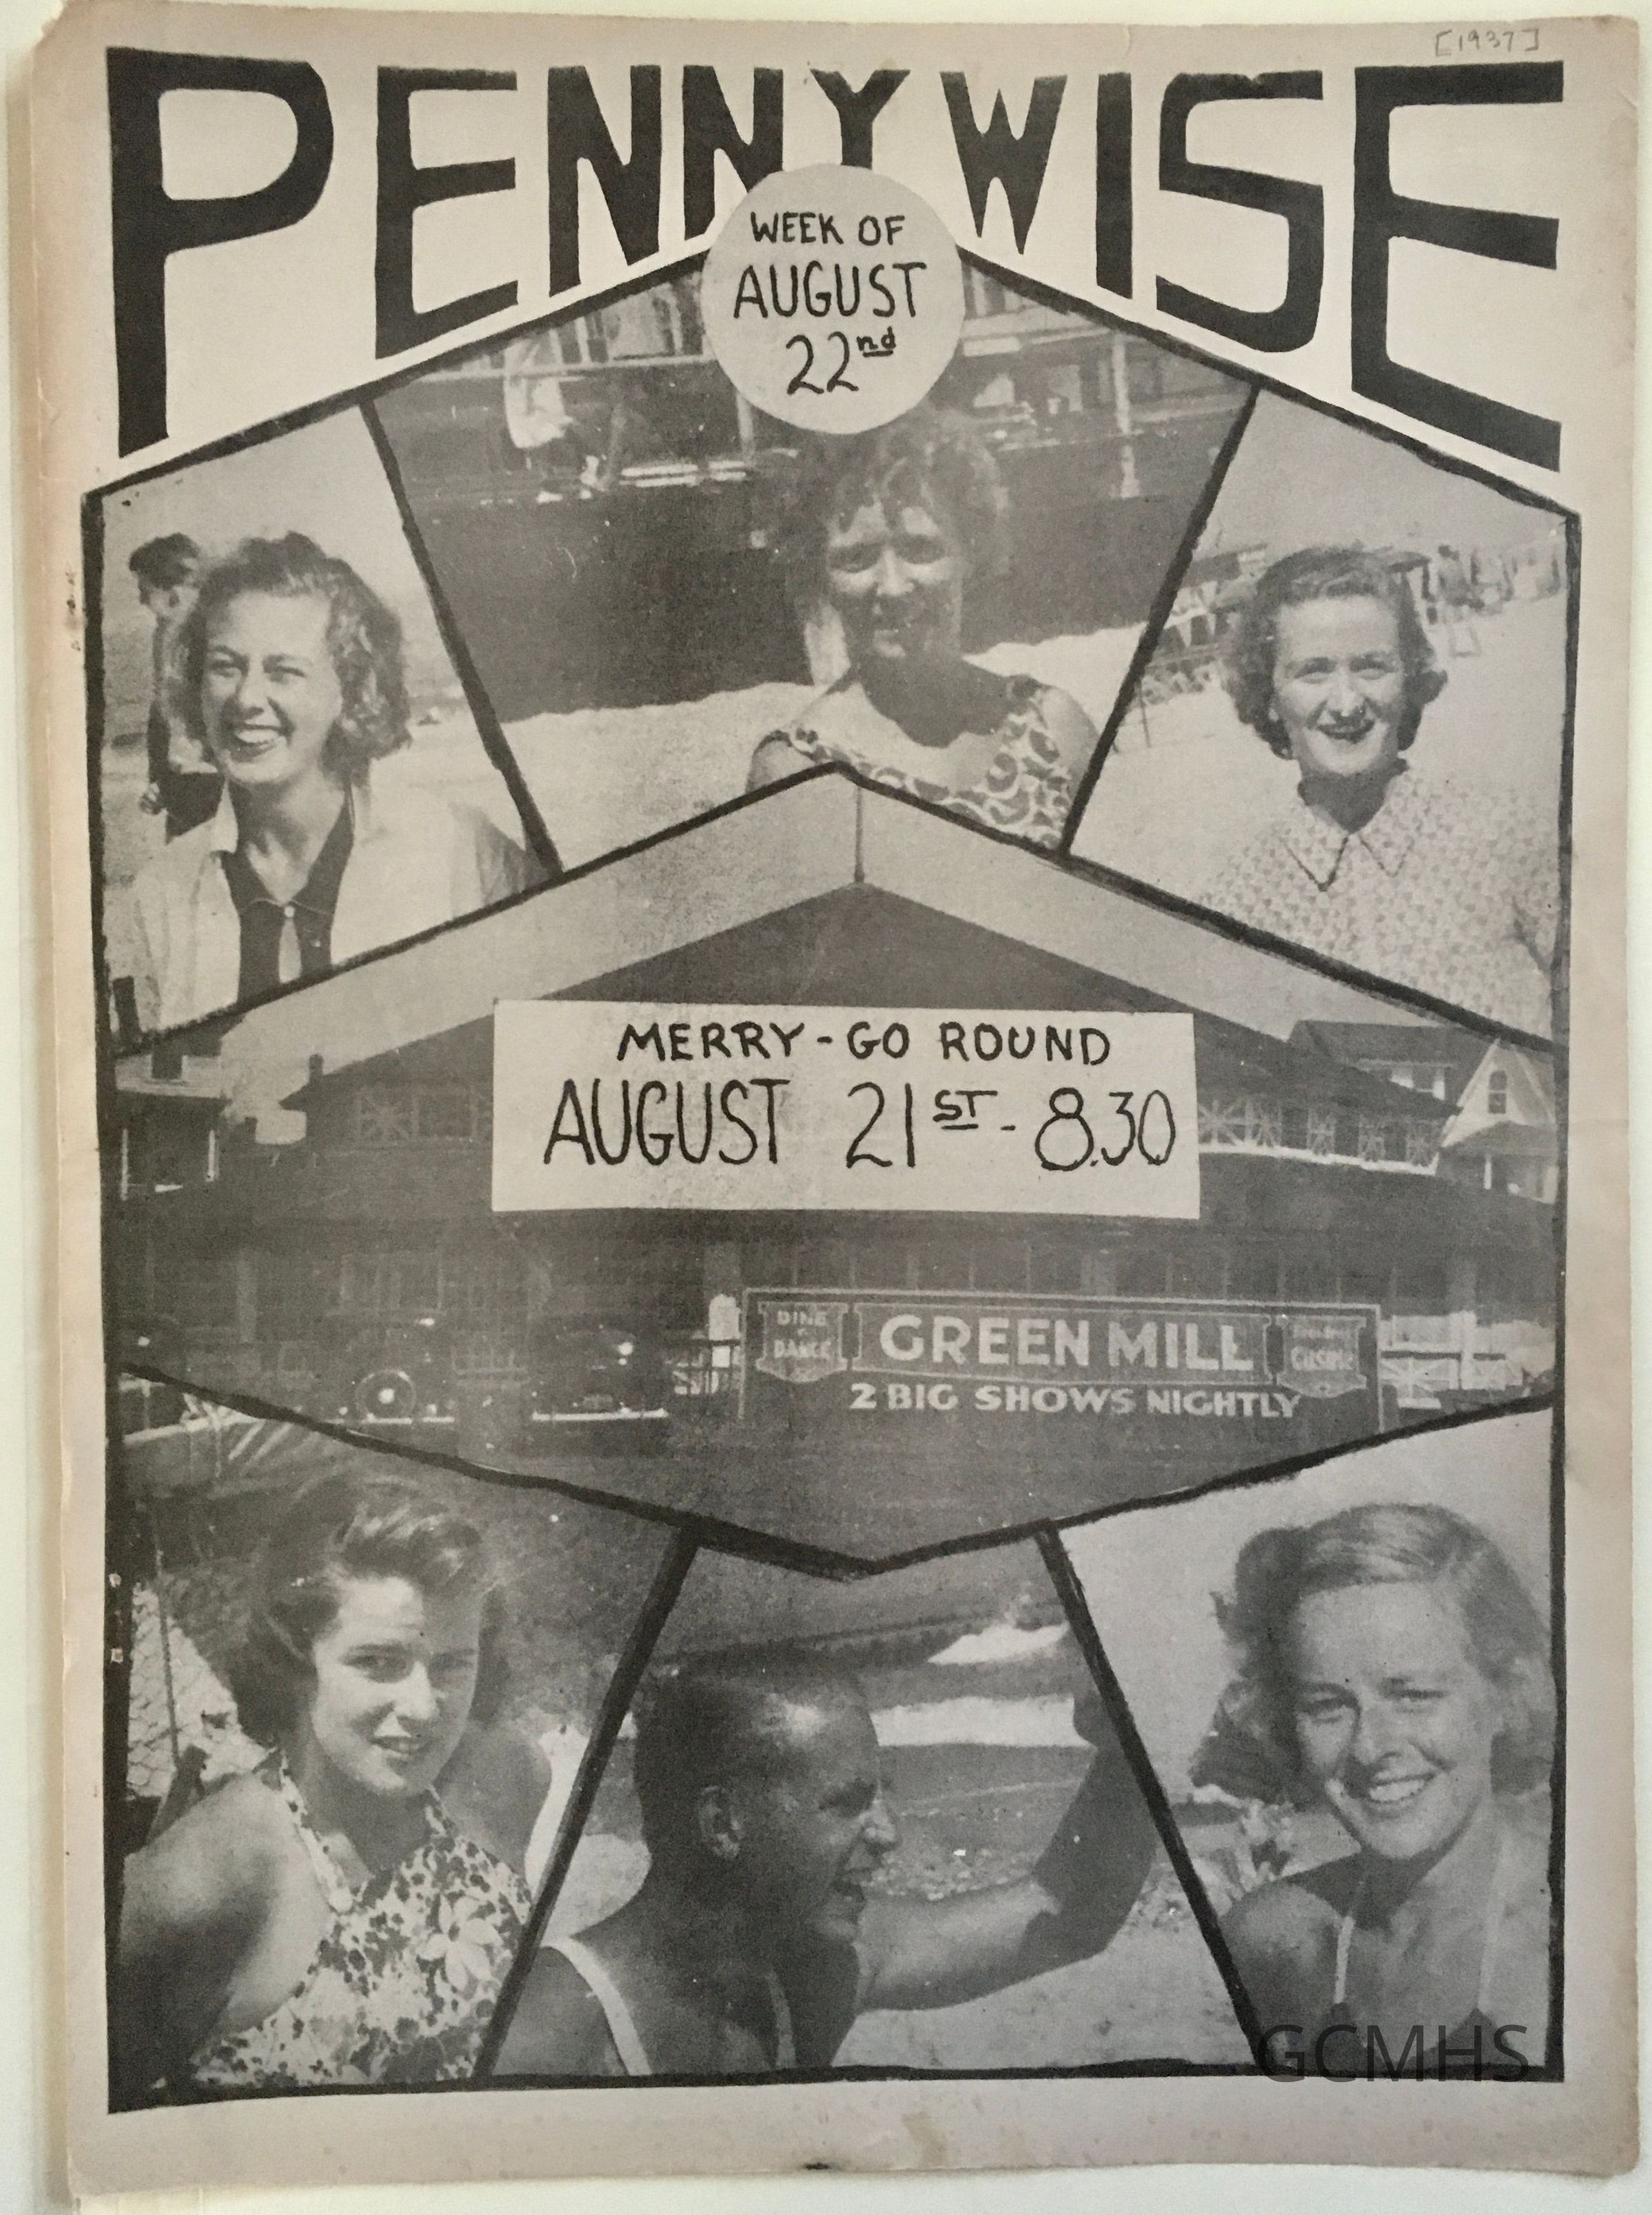 [1937]
PENNYWISE
WEEK OF
AUGUST
22nd
MERRY-GO ROUND
AUGUST 21ST - 8.30
DINE
DANCE
GREEN MILL
CUISINE
2 BIG SHOWS NIGHTLY
GCMHS